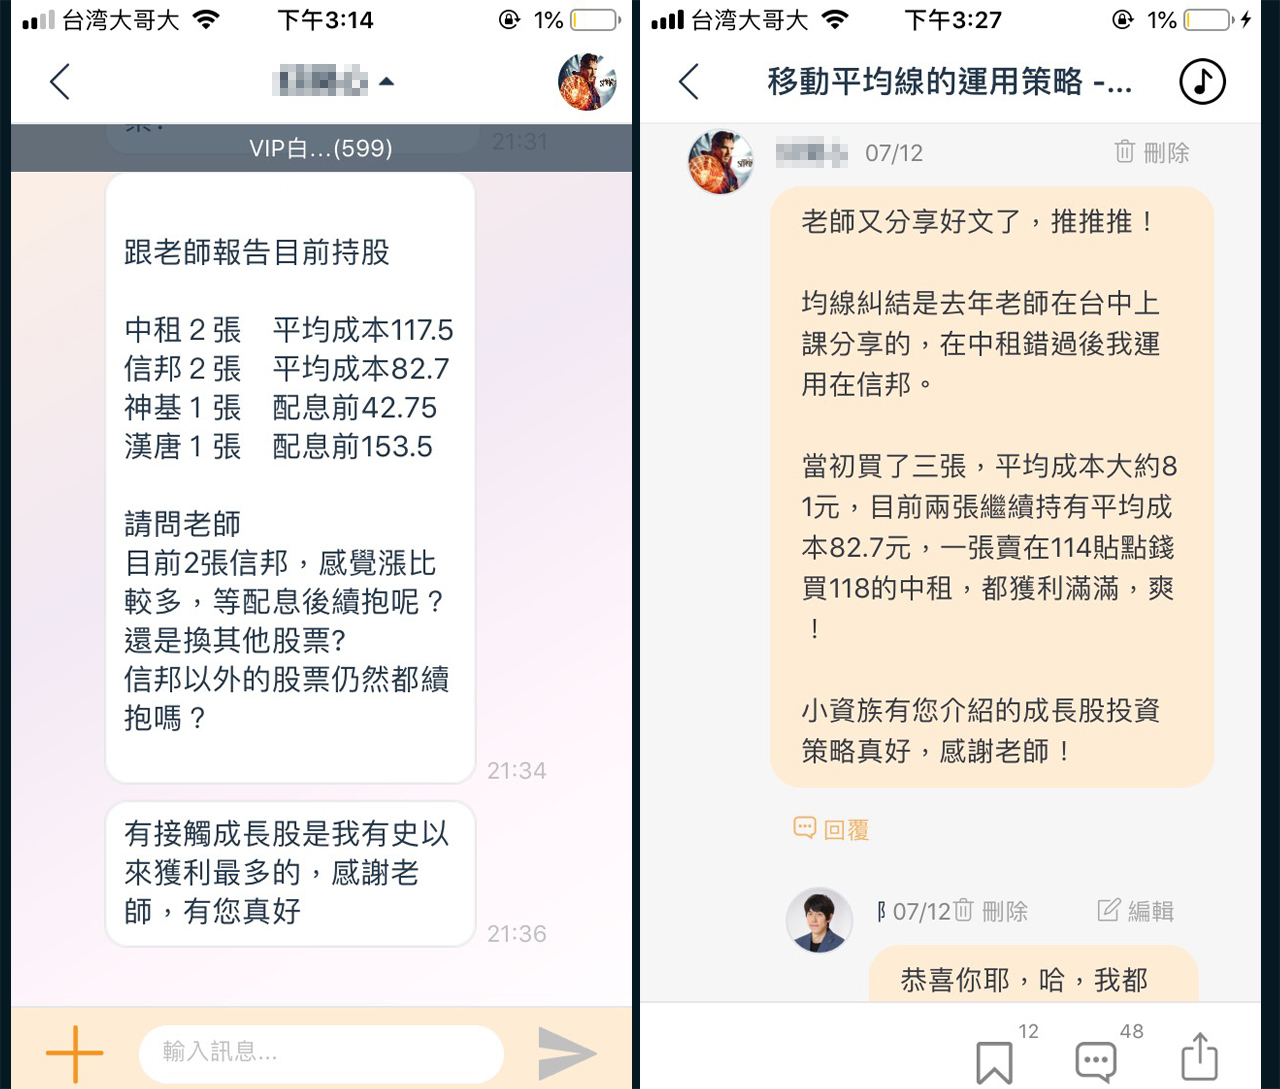 台湾大哥大 下午3:14 1%
VIP白...(599)
21:31
跟老師報告目前持股
中租2張 平均成本117.5
信邦2張 平均成本82.7
神基1張 配息前42.75
漢唐1張 配息前153.5
請問老師
目前2張信邦，感覺漲比
較多，等配息後續抱呢？
還是換其他股票?
信邦以外的股票仍然都續
抱嗎？
21:34
有接觸成長股是我有史以
來獲利最多的，感謝老
師，有您真好
21:36
輸入訊息...
台湾大哥大 下午3:27 1%
移動平均線的運用策略 -...
07/12 刪除
老師又分享好文了，推推推！
均線糾結是去年老師在台中上
課分享的，在中租錯過後我運
用在信邦。
當初買了三張，平均成本大約8
1元，目前兩張繼續持有平均成
本82.7元，一張賣在114貼點錢
買118的中租，都獲利滿滿，爽
！
小資族有您介紹的成長股投資
策略真好，感謝老師！
回覆
07/12 刪除 編輯
恭喜你耶，哈，我都
12
48